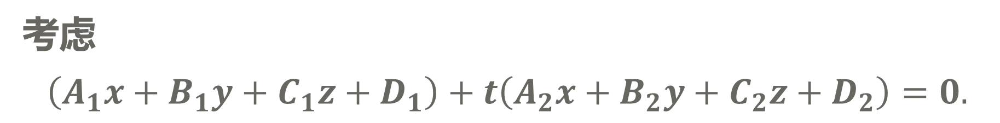 考虑
(A₁x + B₁y + C₁z + D₁) + t(A₂x + B₂y + C₂z + D₂) = 0.